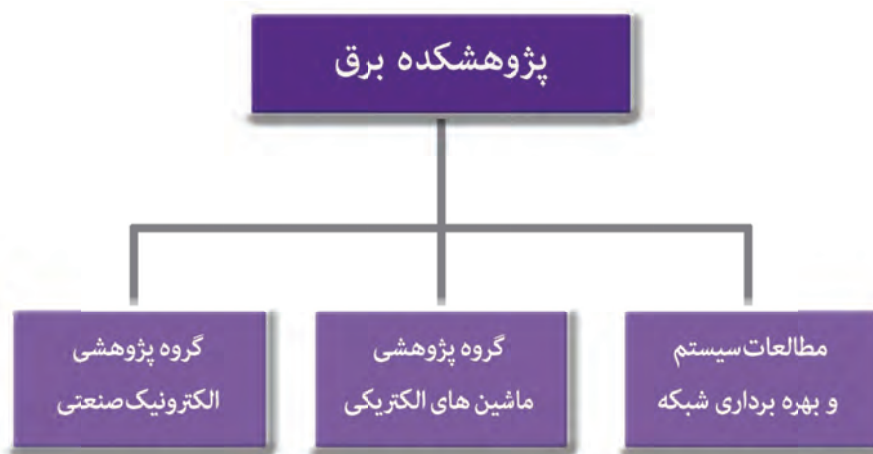 پژوهشکده برق
مطالعات سیستم
و بهره برداری شبکه
گروه پژوهشی
ماشین های الکتریکی
گروه پژوهشی
الکترونیک صنعتی